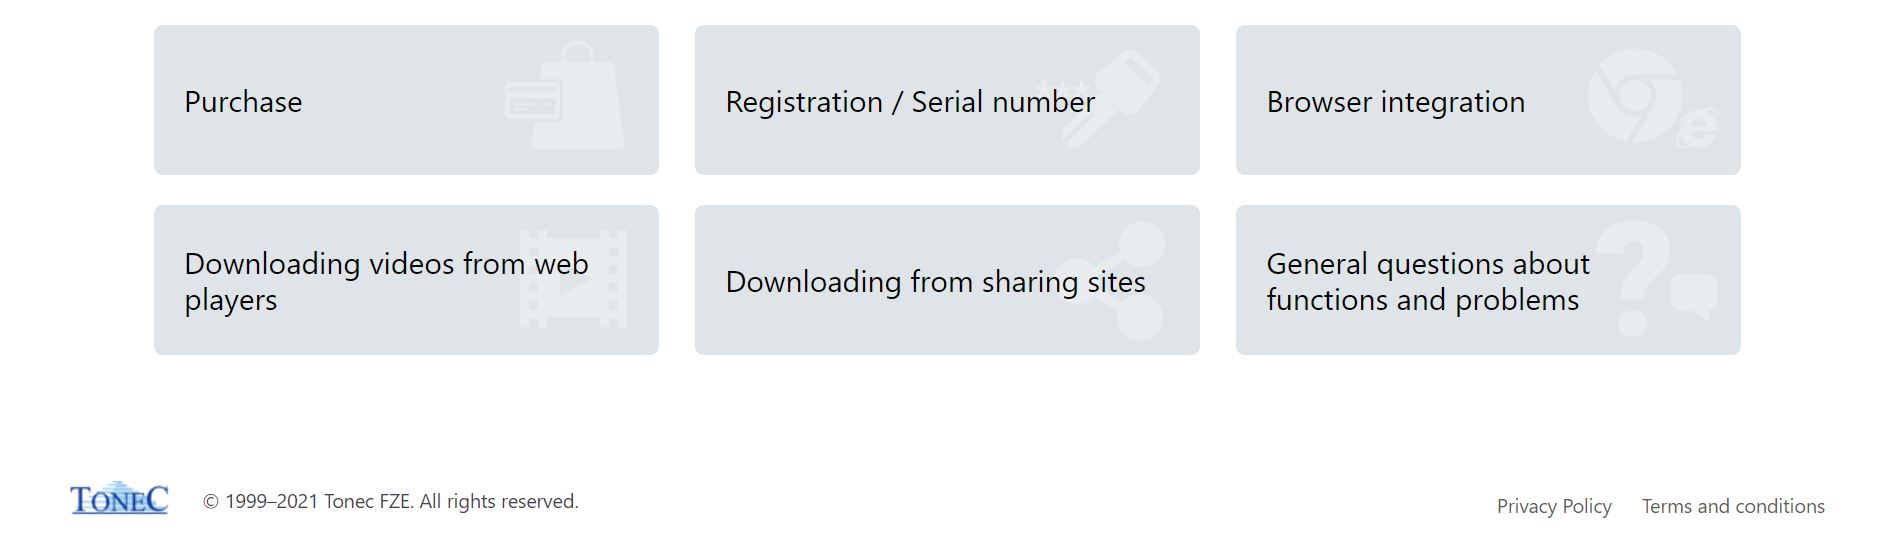 Purchase
Registration / Serial number
Browser integration
Downloading videos from web
players
Downloading from sharing sites
General questions about
functions and problems
TONEC
© 1999–2021 Tonec FZE. All rights reserved.
Privacy Policy
Terms and conditions